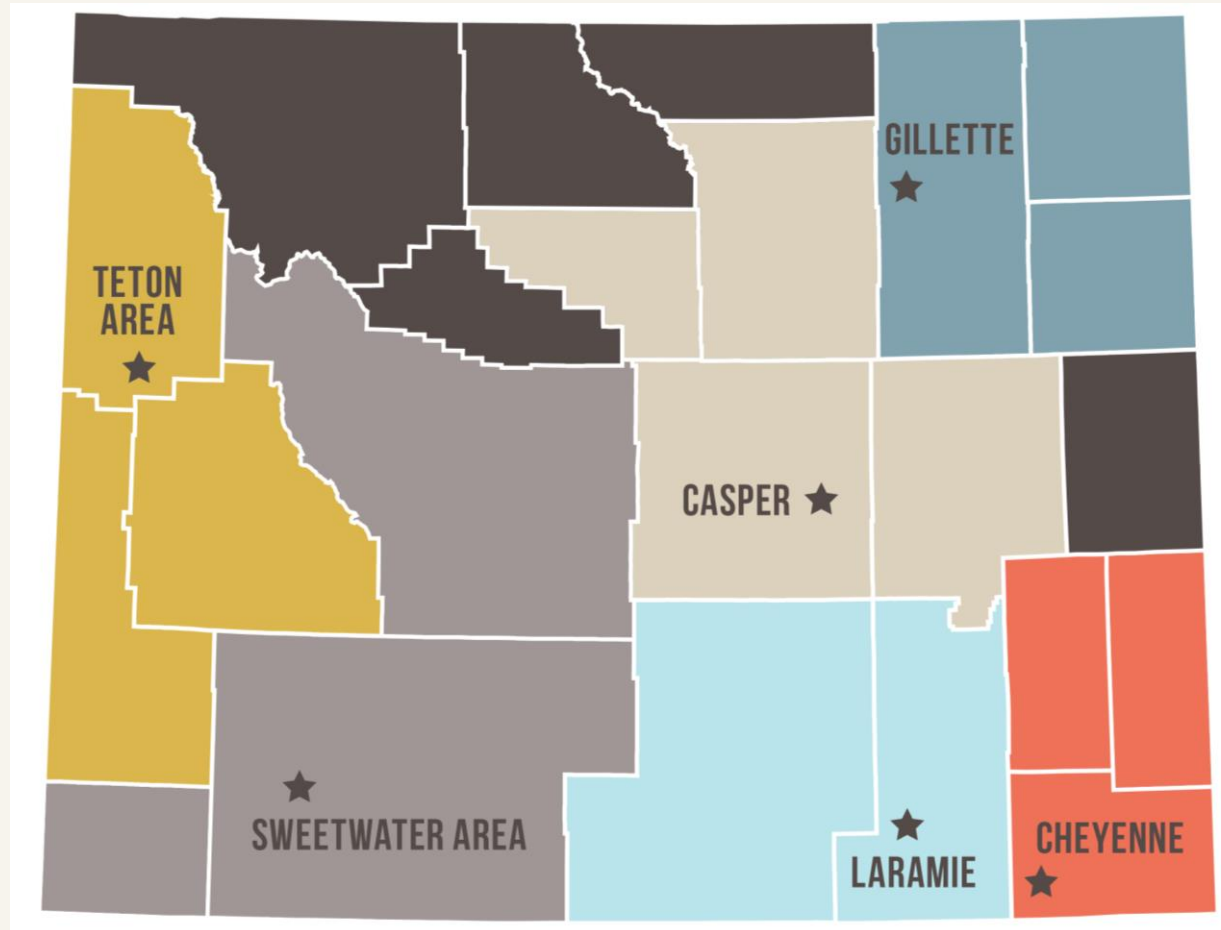 GILLETTE
TETON
AREA
CASPER
SWEETWATER AREA
LARAMIE
CHEYENNE